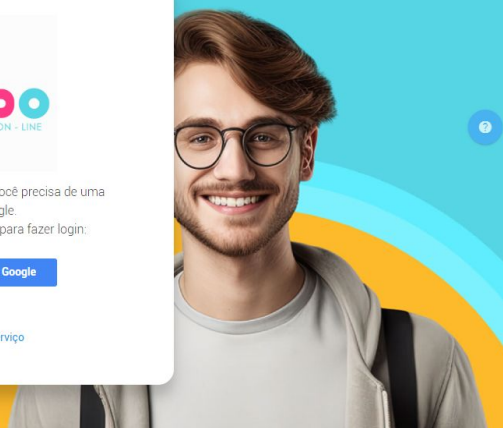 ON - LINE
ocê precisa de uma
gle.
para fazer login:
Google
rviço
?